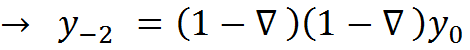 → y₋₂ = (1 − ∇)(1 − ∇)y₀